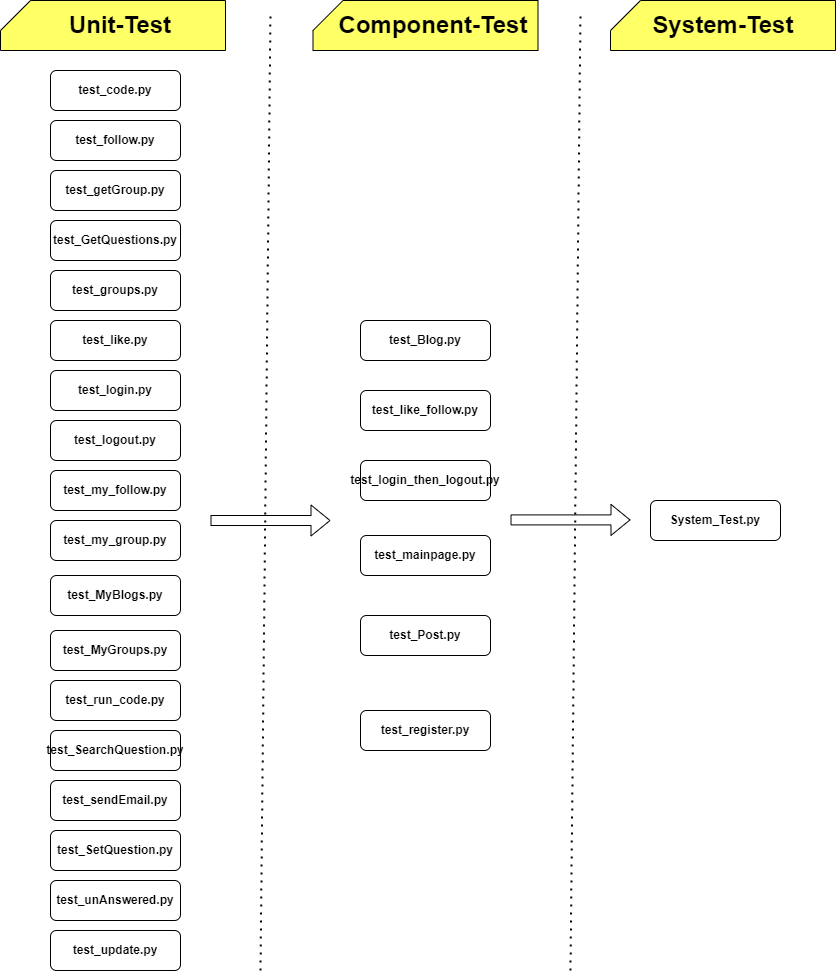 Unit-Test
Component-Test
System-Test
test_code.py
test_follow.py
test_getGroup.py
test_GetQuestions.py
test_groups.py
test_like.py
test_login.py
test_logout.py
test_my_follow.py
test_my_group.py
test_MyBlogs.py
test_MyGroups.py
test_run_code.py
test_SearchQuestion.py
test_sendEmail.py
test_SetQuestion.py
test_unAnswered.py
test_update.py
test_Blog.py
test_like_follow.py
test_login_then_logout.py
test_mainpage.py
test_Post.py
test_register.py
System_Test.py